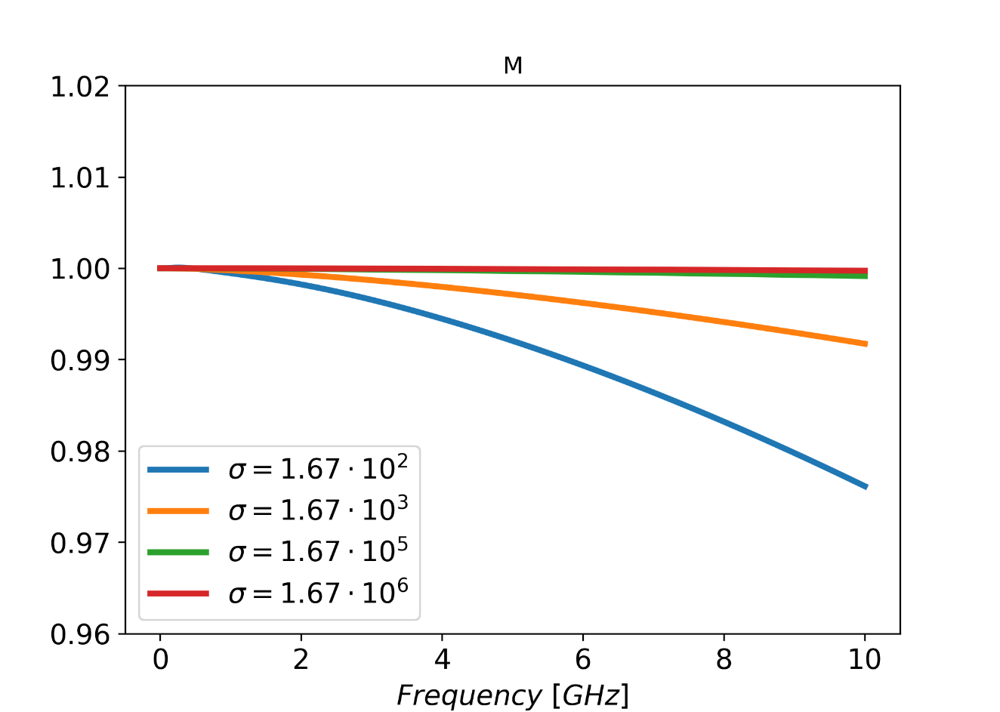 M
1.02
1.01
1.00
0.99
0.98
0.97
0.96
σ = 1.67 · 10²
σ = 1.67 · 10³
σ = 1.67 · 10⁵
σ = 1.67 · 10⁶
0 2 4 6 8 10
Frequency [GHz]